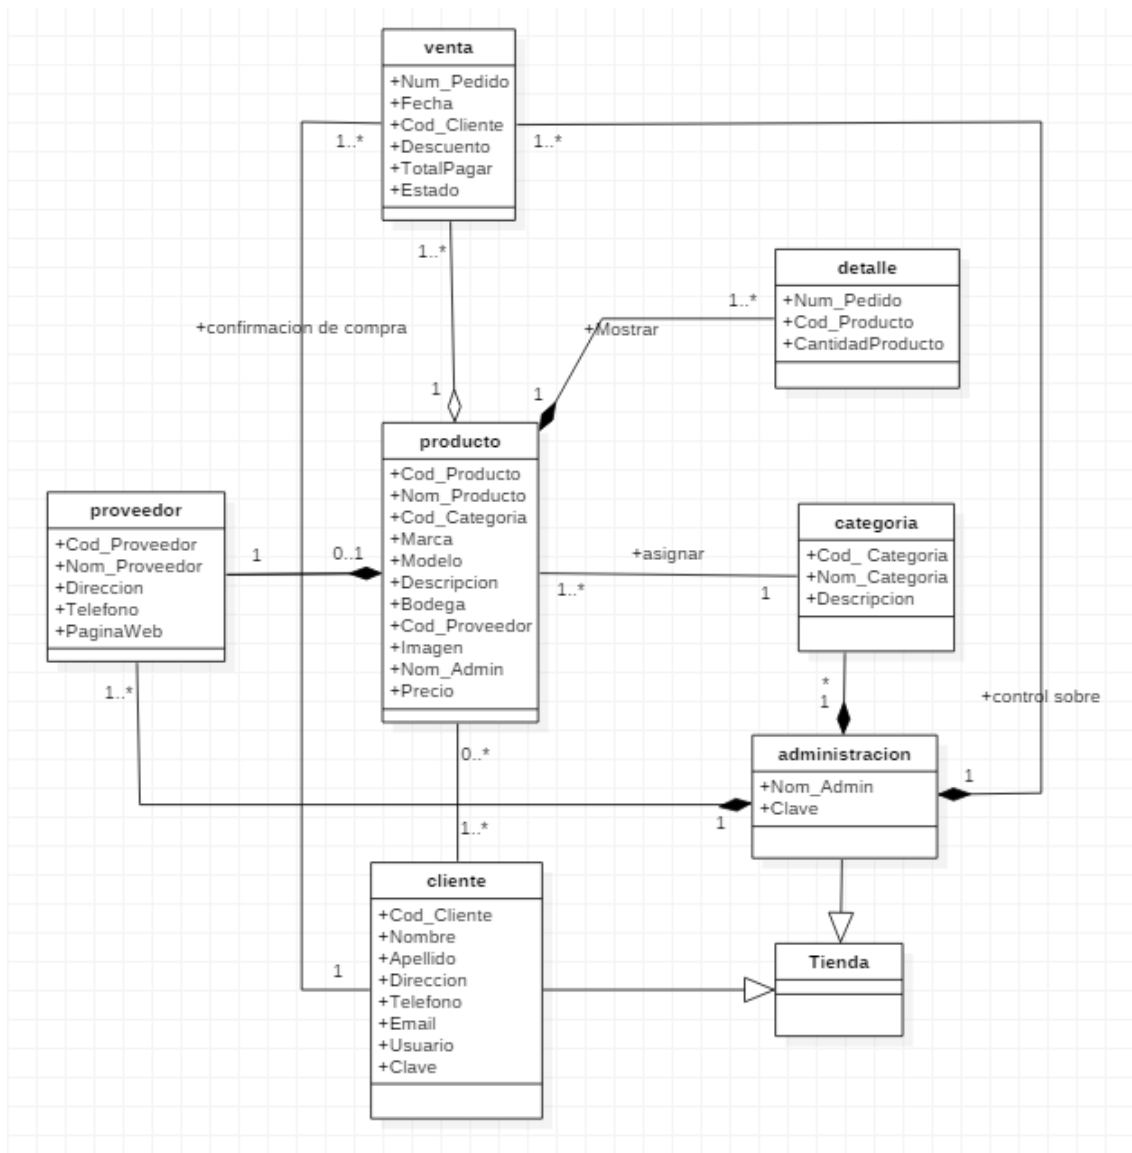 venta
+Num_Pedido
+Fecha
+Cod_Cliente
+Descuento
+TotalPagar
+Estado
1..*
1..*
1..*
detalle
+Num_Pedido
+Cod_Producto
+CantidadProducto
1..*
+confirmacion de compra
+Mostrar
1
1
producto
+Cod_Producto
+Nom_Producto
+Cod_Categoria
+Marca
+Modelo
+Descripcion
+Bodega
+Cod_Proveedor
+Imagen
+Nom_Admin
+Precio
proveedor
+Cod_Proveedor
+Nom_Proveedor
+Direccion
+Telefono
+PaginaWeb
1
0..1
+asignar
1..*
1
categoria
+Cod_ Categoria
+Nom_Categoria
+Descripcion
1..*
*
1
+control sobre
0..*
administracion
+Nom_Admin
+Clave
1
1
1..*
cliente
+Cod_Cliente
+Nombre
+Apellido
+Direccion
+Telefono
+Email
+Usuario
+Clave
1
Tienda